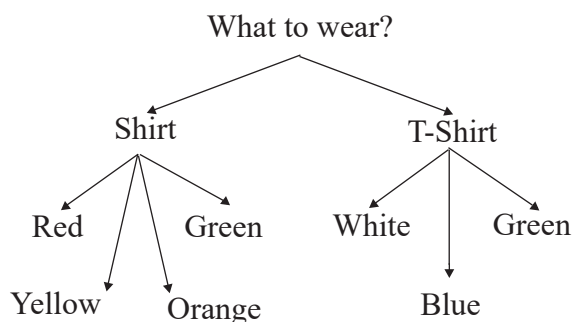 What to wear?
Shirt
T-Shirt
Red
Green
White
Green
Yellow
Orange
Blue